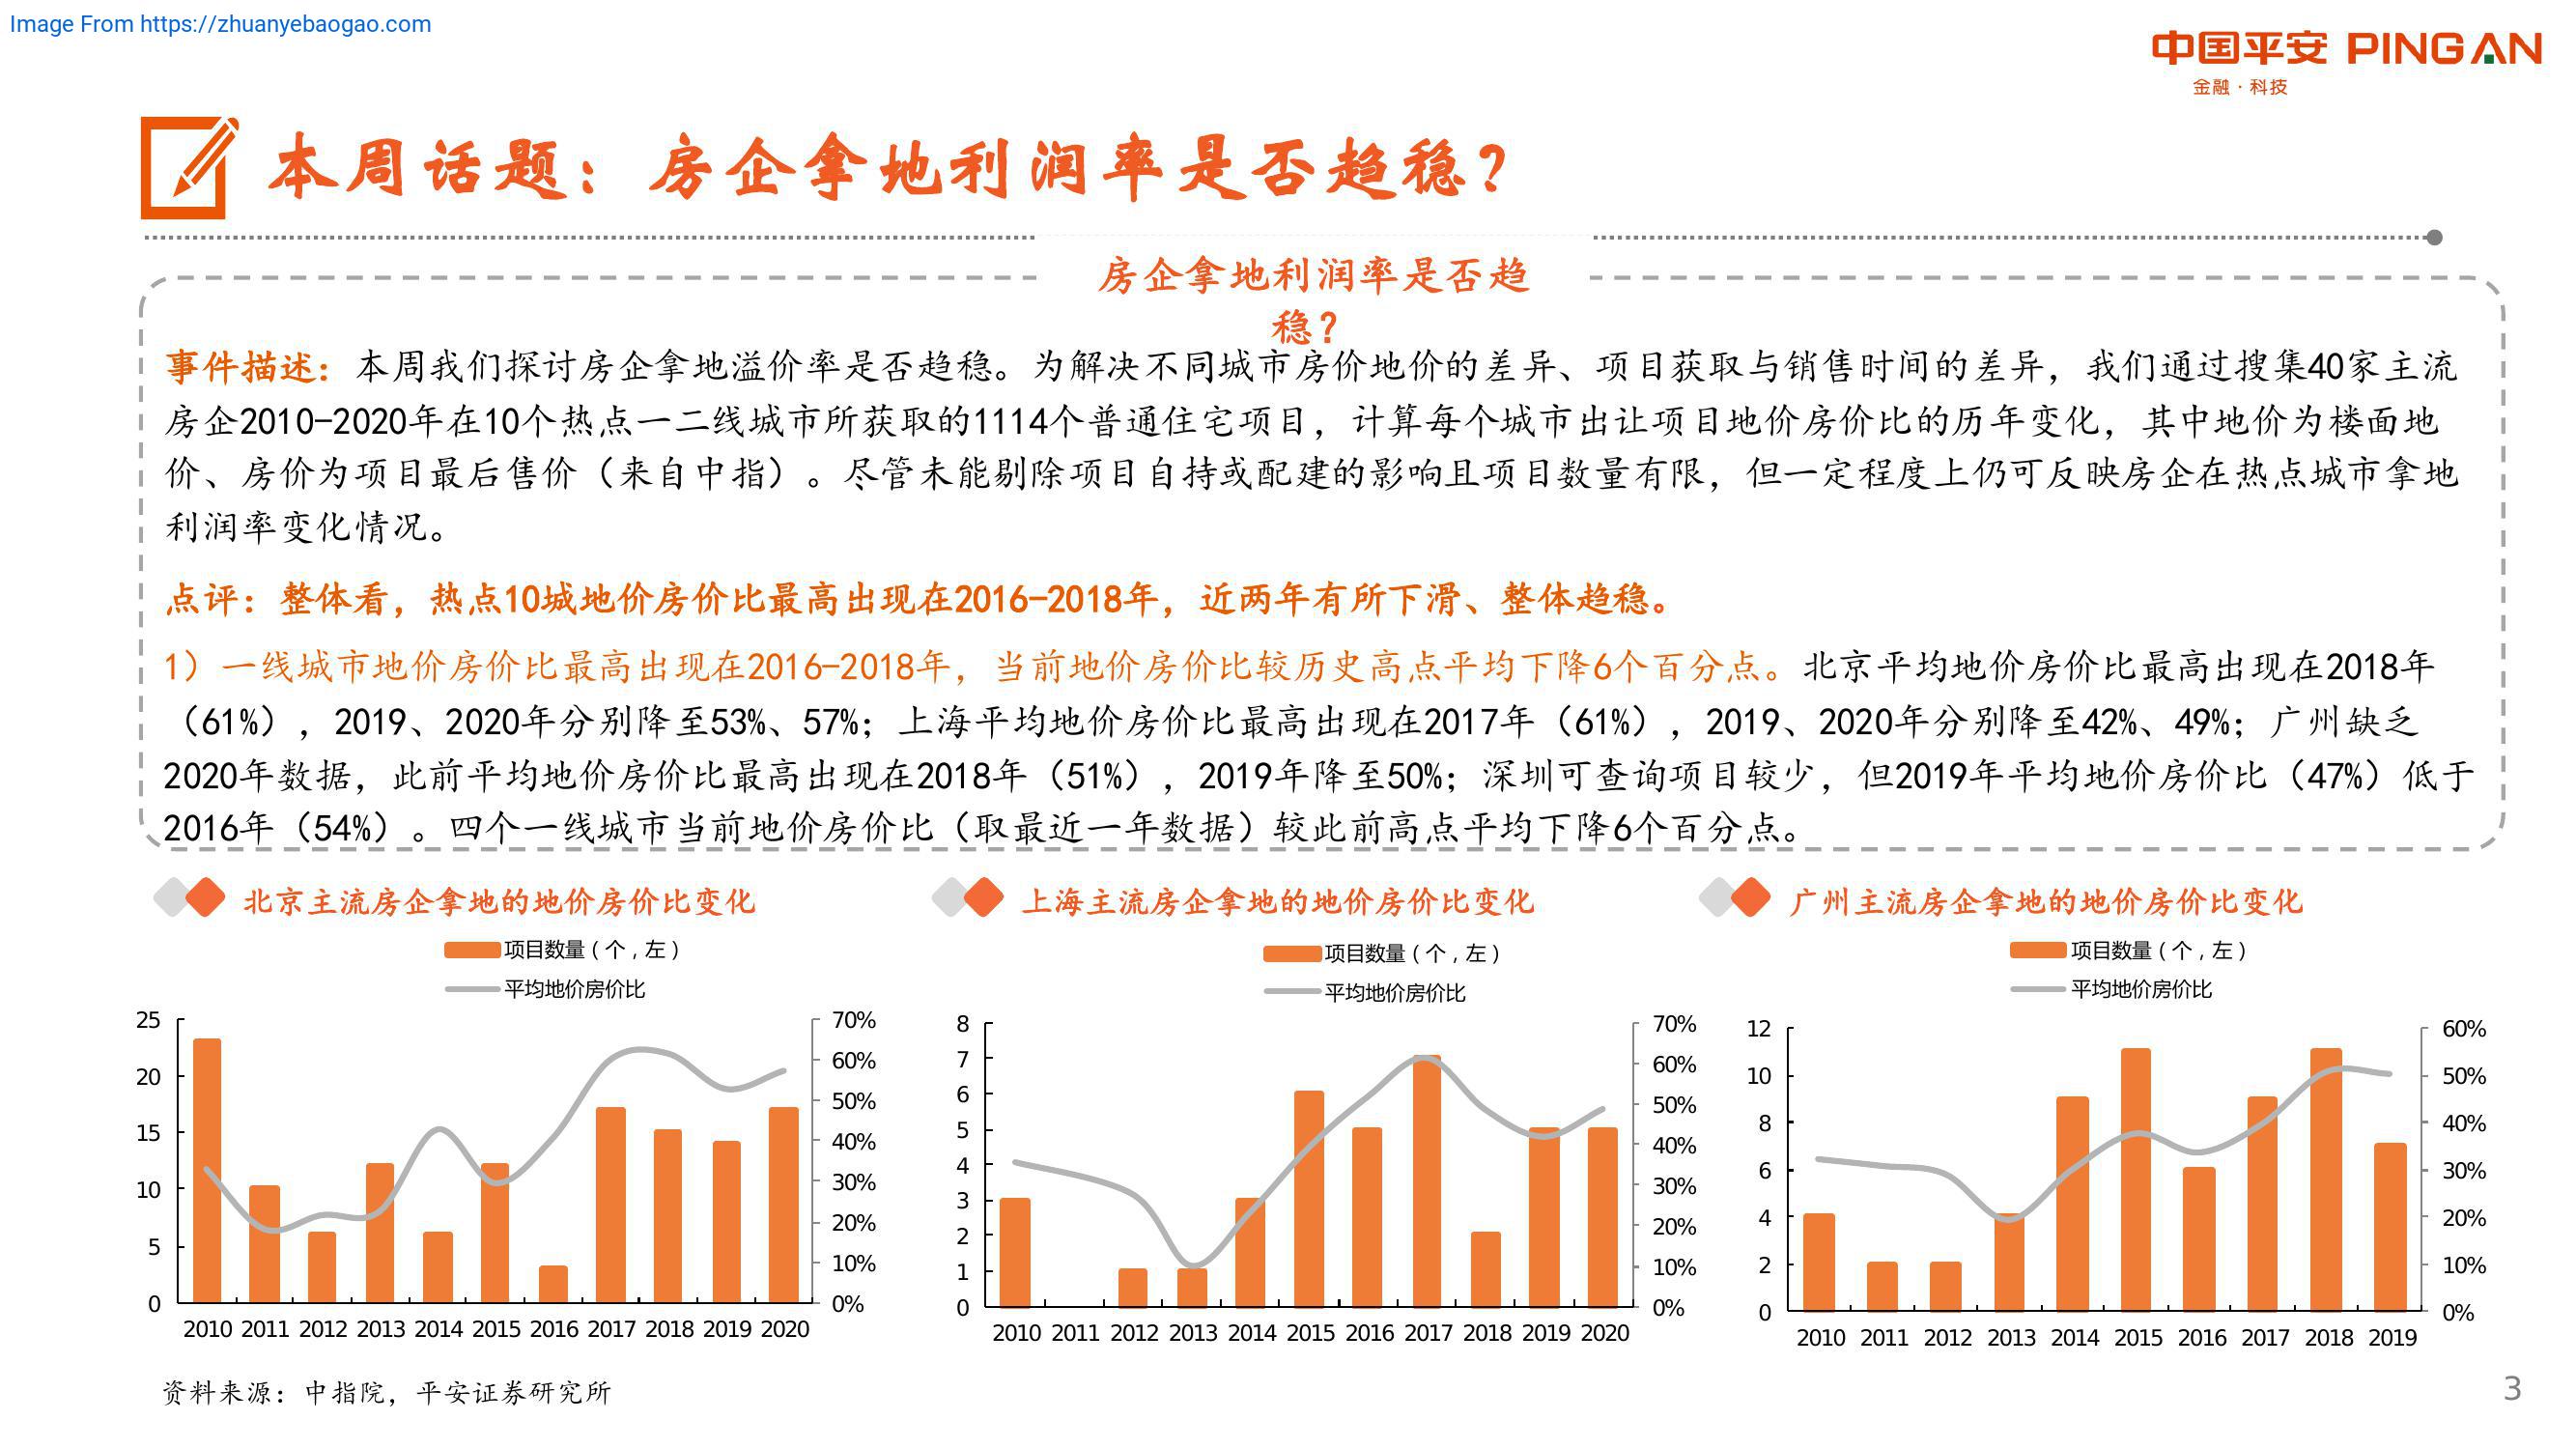 Image From https://zhuanyebaogao.com
中国平安 PINGAN
金融·科技
本周话题：房企拿地利润率是否趋稳？
房企拿地利润率是否趋
稳？
事件描述：本周我们探讨房企拿地溢价率是否趋稳。为解决不同城市房价地价的差异、项目获取与销售时间的差异，我们通过搜集40家主流
房企2010-2020年在10个热点一二线城市所获取的1114个普通住宅项目，计算每个城市出让项目地价房价比的历年变化，其中地价为楼面地
价、房价为项目最后售价（来自中指）。尽管未能剔除项目自持或配建的影响且项目数量有限，但一定程度上仍可反映房企在热点城市拿地
利润率变化情况。
点评：整体看，热点10城地价房价比最高出现在2016-2018年，近两年有所下滑、整体趋稳。
1）一线城市地价房价比最高出现在2016-2018年，当前地价房价比较历史高点平均下降6个百分点。北京平均地价房价比最高出现在2018年
（61%），2019、2020年分别降至53%、57%；上海平均地价房价比最高出现在2017年（61%），2019、2020年分别降至42%、49%；广州缺乏
2020年数据，此前平均地价房价比最高出现在2018年（51%），2019年降至50%；深圳可查询项目较少，但2019年平均地价房价比（47%）低于
2016年（54%）。四个一线城市当前地价房价比（取最近一年数据）较此前高点平均下降6个百分点。
北京主流房企拿地的地价房价比变化
项目数量（个，左）
平均地价房价比
25
20
15
10
5
0
70%
60%
50%
40%
30%
20%
10%
0%
2010 2011 2012 2013 2014 2015 2016 2017 2018 2019 2020
上海主流房企拿地的地价房价比变化
项目数量（个，左）
平均地价房价比
8
7
6
5
4
3
2
1
0
70%
60%
50%
40%
30%
20%
10%
0%
2010 2011 2012 2013 2014 2015 2016 2017 2018 2019 2020
广州主流房企拿地的地价房价比变化
项目数量（个，左）
平均地价房价比
12
10
8
6
4
2
0
60%
50%
40%
30%
20%
10%
0%
2010 2011 2012 2013 2014 2015 2016 2017 2018 2019
资料来源：中指院，平安证券研究所
3